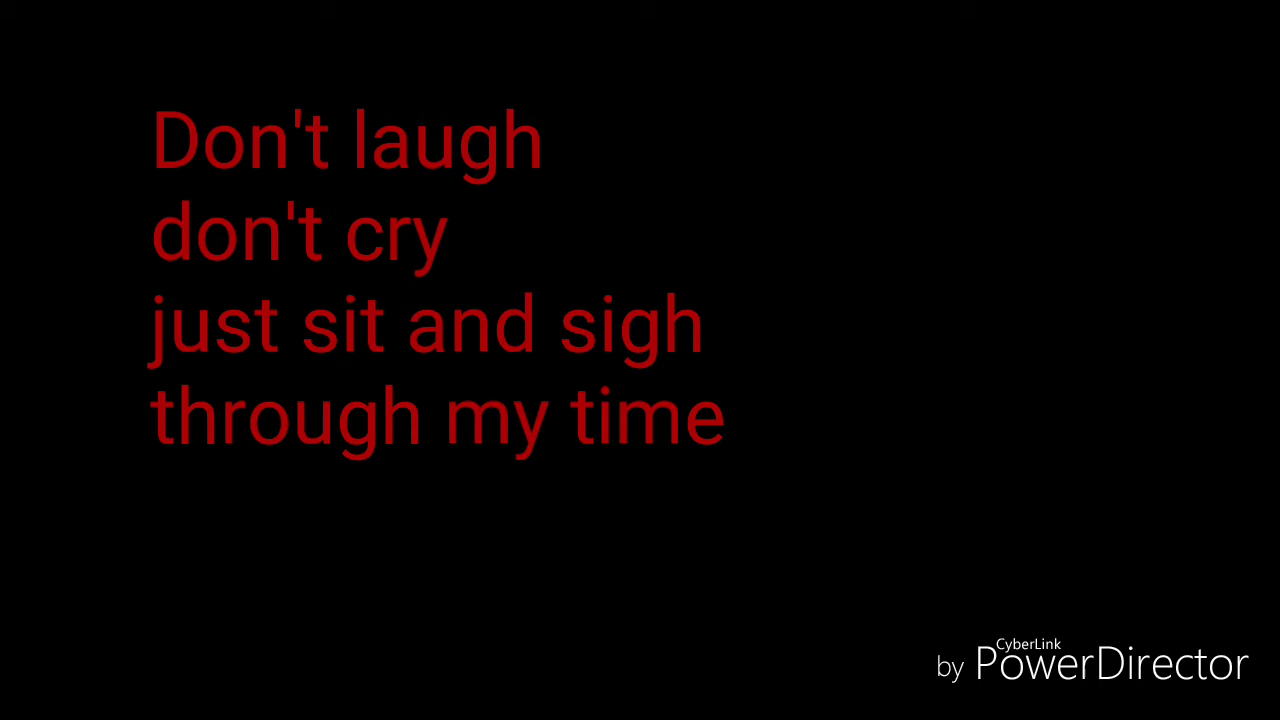 Don't laugh
don't cry
just sit and sigh
through my time
CyberLink
by PowerDirector